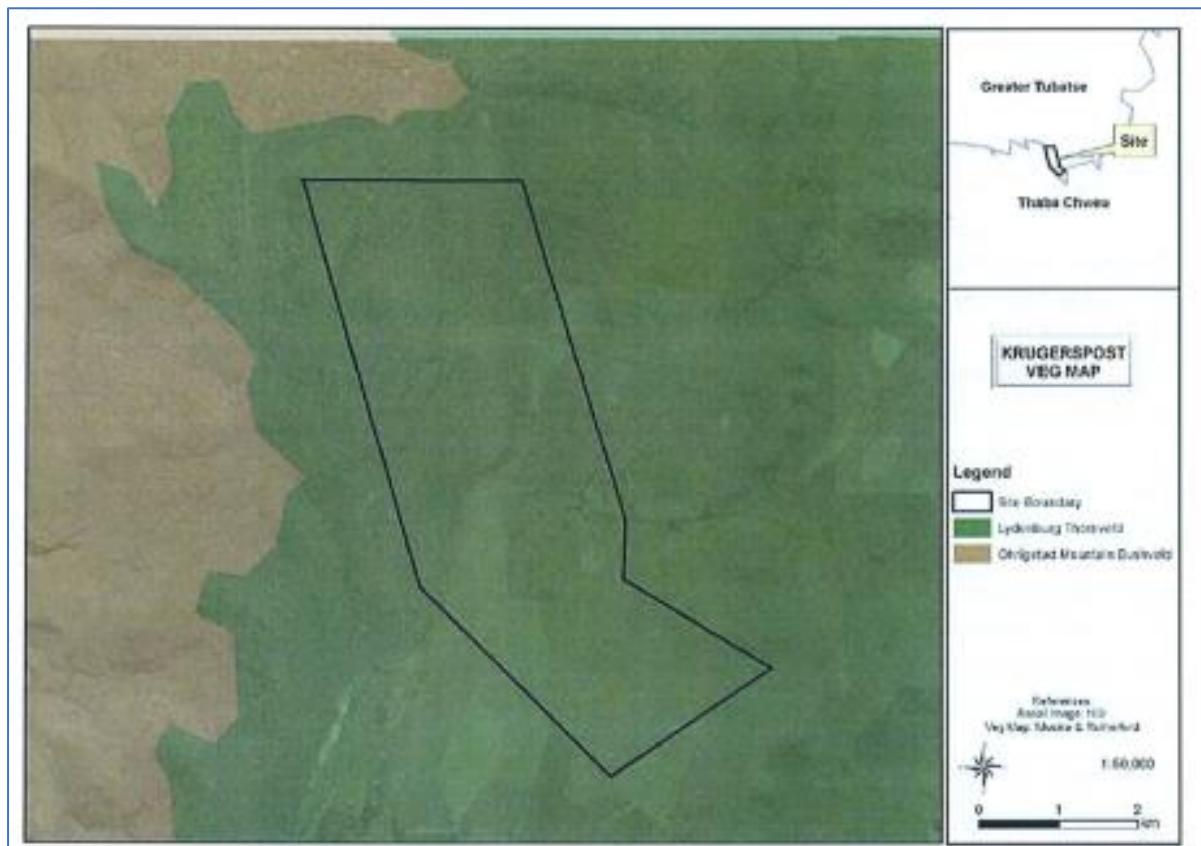 Greater Tubatse
Site
Thaba Chweu
KRUGERSPOST
VEG MAP
Legend
Site Boundary
Lydenburg Thornveld
Ohrigstad Mountain Bushveld
References
Aerial Image:
Veg Map: Mucina & Rutherford
1:50,000
0 1 2
km